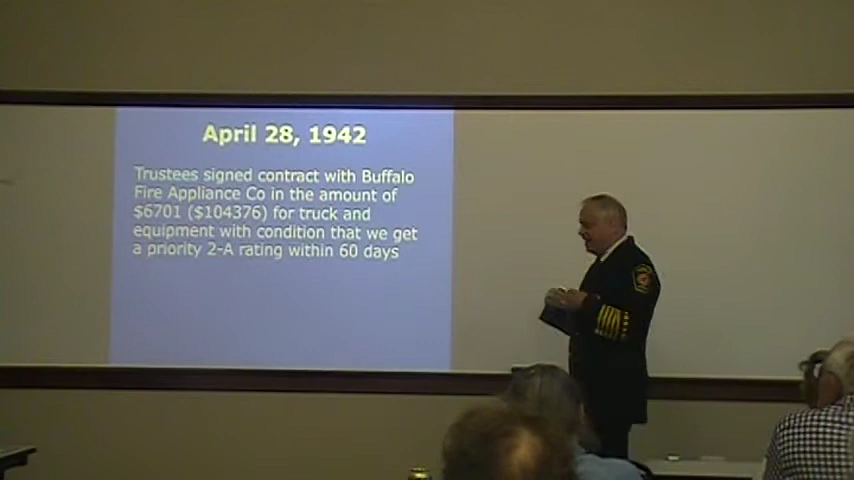 April 28, 1942
Trustees signed contract with Buffalo
Fire Appliance Co in the amount of
$6701 ($104376) for truck and
equipment with condition that we get
a priority 2-A rating within 60 days